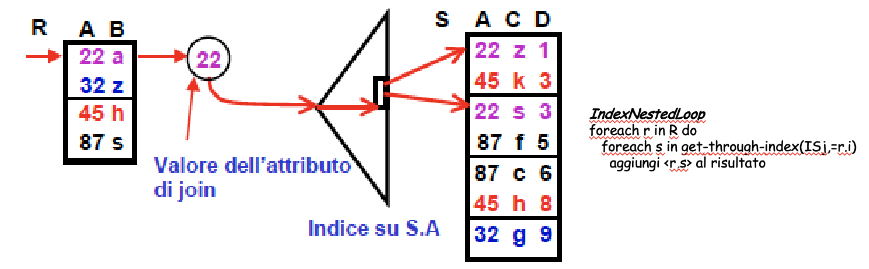 R A B
22 a
32 z
45 h
87 s
22
Valore dell'attributo
di join
Indice su S.A
S A C D
22 z 1
45 k 3
22 s 3
87 f 5
87 c 6
45 h 8
32 g 9
IndexNestedLoop
foreach r in R do
foreach s in get-through-index(ISj,=r.i)
aggiungi <r,s> al risultato